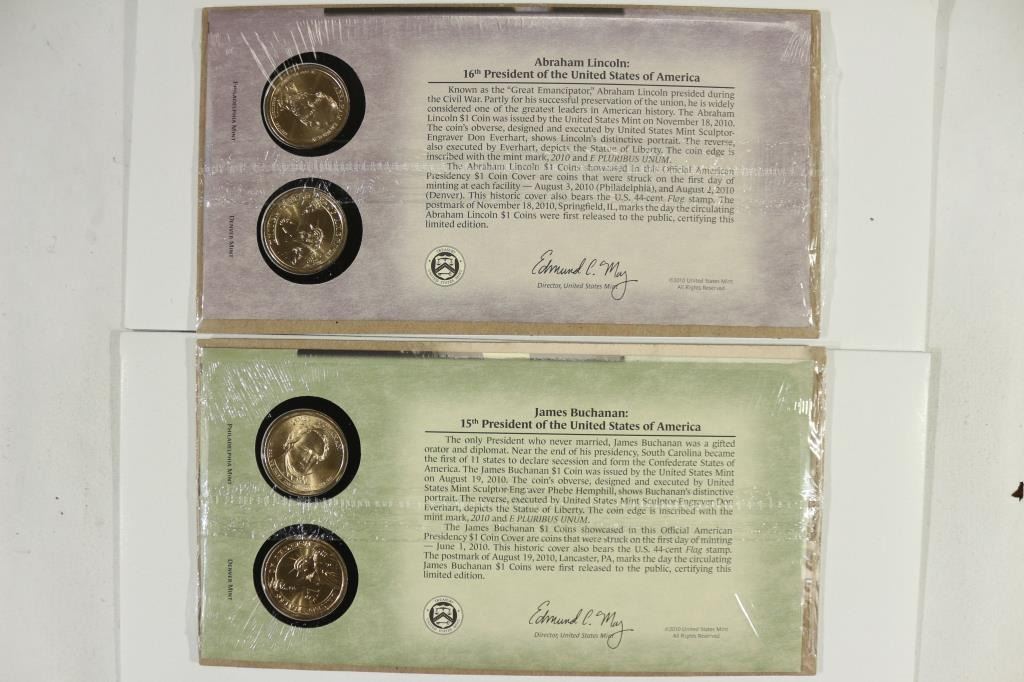 PHILADELPHIA MINT
DENVER MINT
Abraham Lincoln:
16th President of the United States of America
Known as the “Great Emancipator,” Abraham Lincoln presided during
the Civil War. Partly for his successful preservation of the union, he is widely
considered one of the greatest leaders in American history. The Abraham
Lincoln $1 Coin was issued by the United States Mint on November 18, 2010.
The coin's obverse, designed and executed by United States Mint Sculptor-
Engraver Don Everhart, shows Lincoln's distinctive portrait. The reverse,
also executed by Everhart, depicts the Statue of Liberty. The coin edge is
inscribed with the mint mark, 2010 and E PLURIBUS UNUM.
The Abraham Lincoln $1 Coins showcased in this Official American
Presidency $1 Coin Cover are coins that were struck on the first day of
minting at each facility — August 3, 2010 (Philadelphia), and August 2, 2010
(Denver). This historic cover also bears the U.S. 44-cent Flag stamp. The
postmark of November 18, 2010, Springfield, IL, marks the day the circulating
Abraham Lincoln $1 Coins were first released to the public, certifying this
limited edition.
Edmund C. Moy
Director, United States Mint
©2010 United States Mint
All Rights Reserved
PHILADELPHIA MINT
DENVER MINT
James Buchanan:
15th President of the United States of America
The only President who never married, James Buchanan was a gifted
orator and diplomat. Near the end of his presidency, South Carolina became
the first of 11 states to declare secession and form the Confederate States of
America. The James Buchanan $1 Coin was issued by the United States Mint
on August 19, 2010. The coin's obverse, designed and executed by United
States Mint Sculptor-Engraver Phebe Hemphill, shows Buchanan's distinctive
portrait. The reverse, executed by United States Mint Sculptor-Engraver Don
Everhart, depicts the Statue of Liberty. The coin edge is inscribed with the
mint mark, 2010 and E PLURIBUS UNUM.
The James Buchanan $1 Coins showcased in this Official American
Presidency $1 Coin Cover are coins that were struck on the first day of minting
— June 1, 2010. This historic cover also bears the U.S. 44-cent Flag stamp.
The postmark of August 19, 2010, Lancaster, PA, marks the day the circulating
James Buchanan $1 Coins were first released to the public, certifying this
limited edition.
Edmund C. Moy
Director, United States Mint
©2010 United States Mint
All Rights Reserved